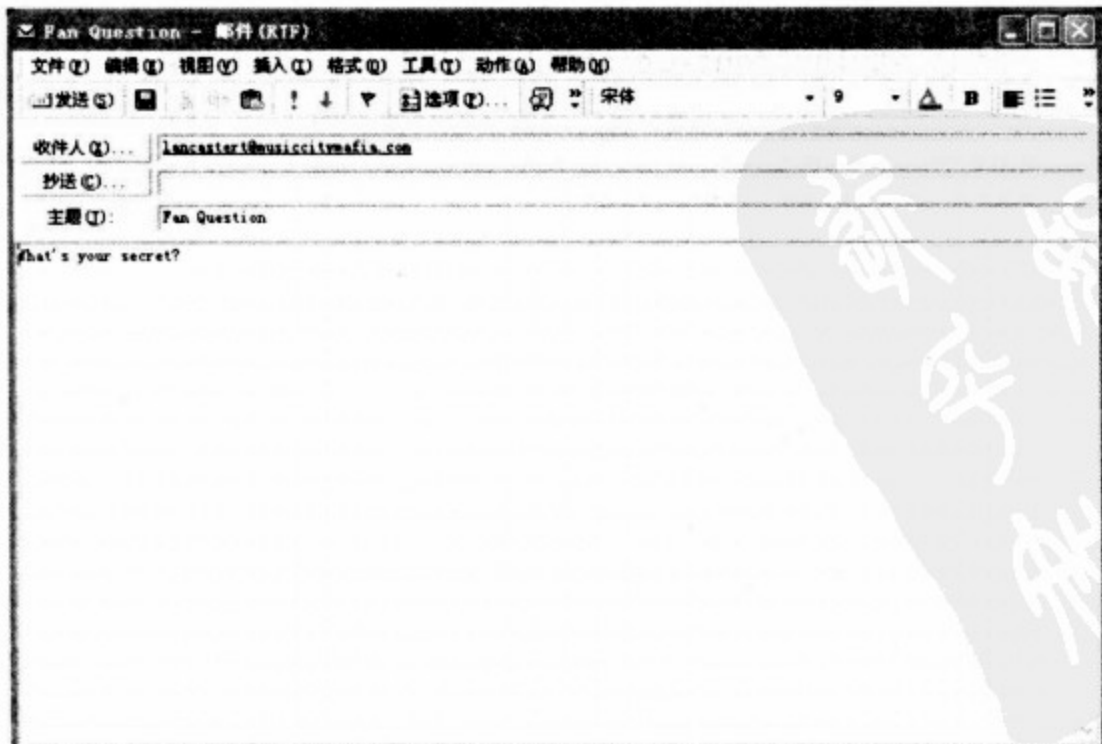 Fan Question - 邮件(RTF)
文件(F) 编辑(E) 视图(V) 插入(I) 格式(O) 工具(T) 动作(A) 帮助(H)
发送(S) 选项(P)... 宋体 9 A B
收件人(O)... lancastert@musiccitymafia.com
抄送(C)...
主题(J): Fan Question
What's your secret?